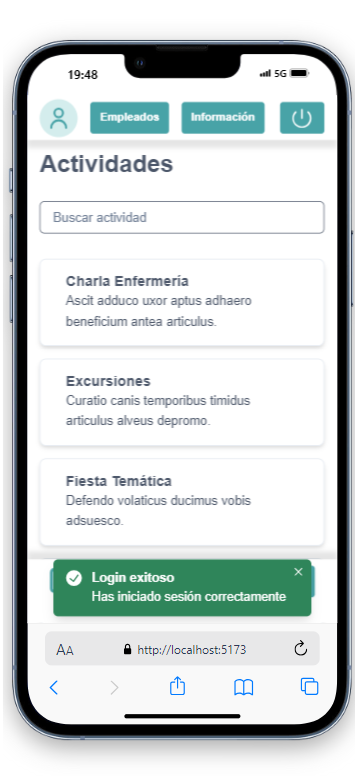 19:48
5G
Empleados
Información
Actividades
Buscar actividad
Charla Enfermería
Ascit adduco uxor aptus adhaero
beneficium antea articulus.
Excursiones
Curatio canis temporibus timidus
articulus alveus depromo.
Fiesta Temática
Defendo volaticus ducimus vobis
adsuesco.
Login exitoso
Has iniciado sesión correctamente
AA
http://localhost:5173